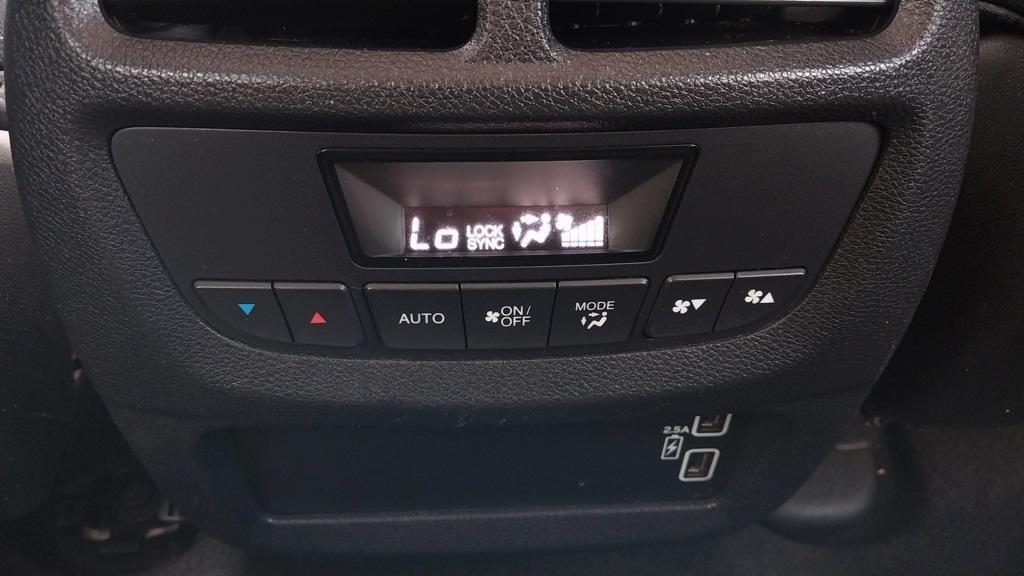 Lo LOCK
SYNC
AUTO
ON/
OFF
MODE
2.5A